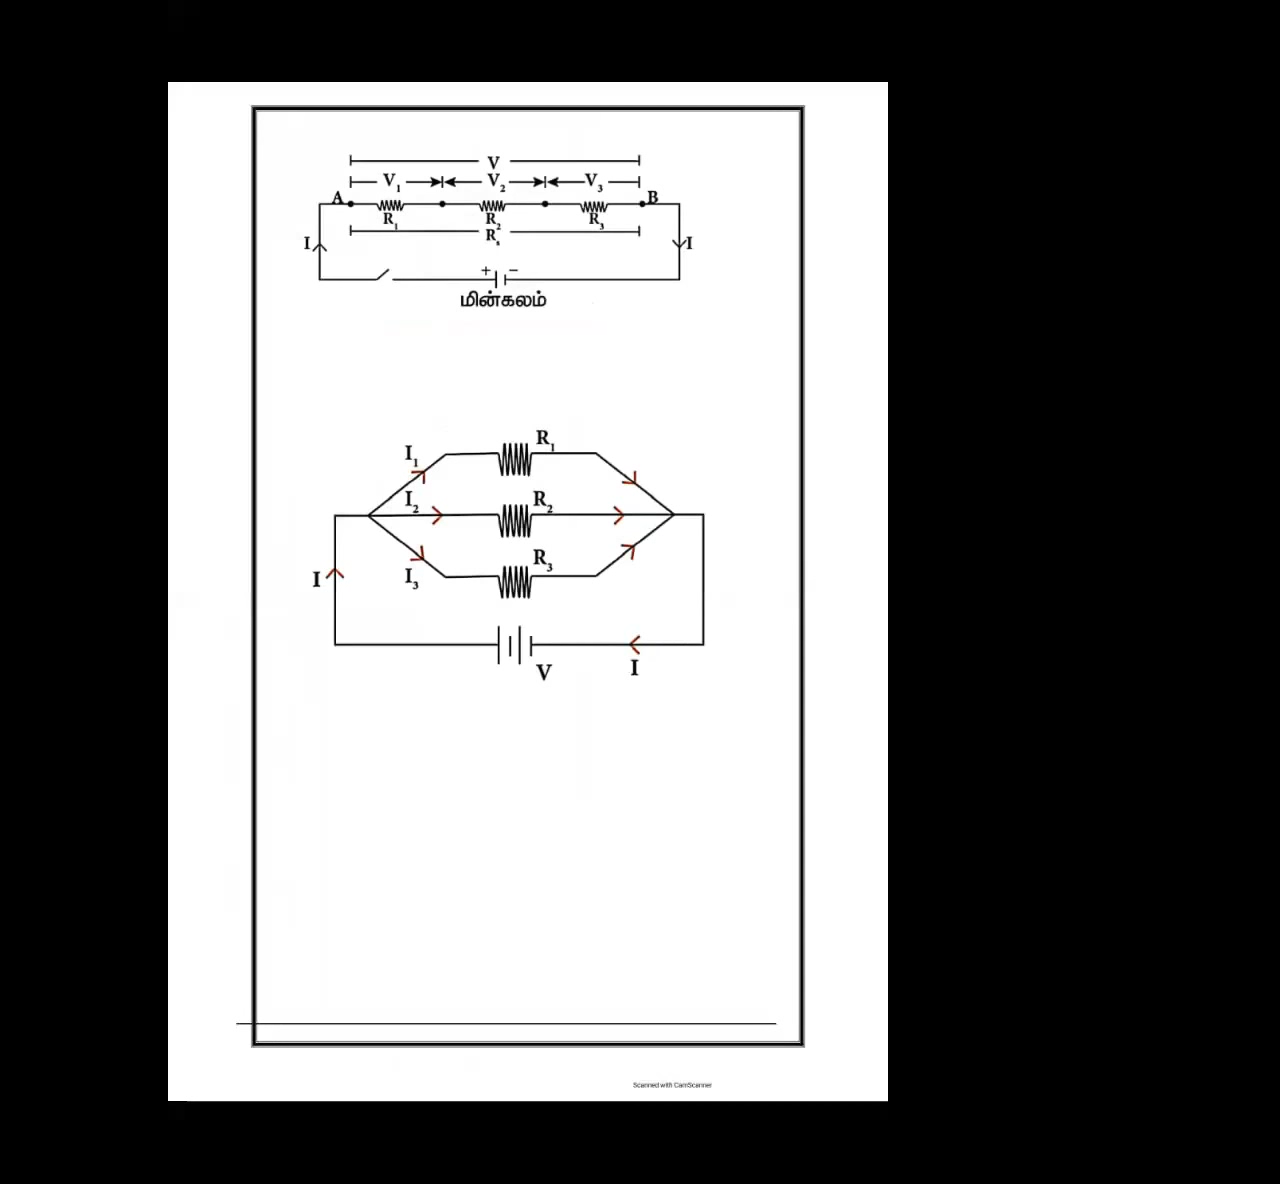 V
V₁ V₂ V₃
A B
R₁ R₂ R₃
Rₛ
I I
+ −
மின்கலம்
R₁
I₁
I₂ R₂
R₃
I₃
I
V I
Scanned with CamScanner